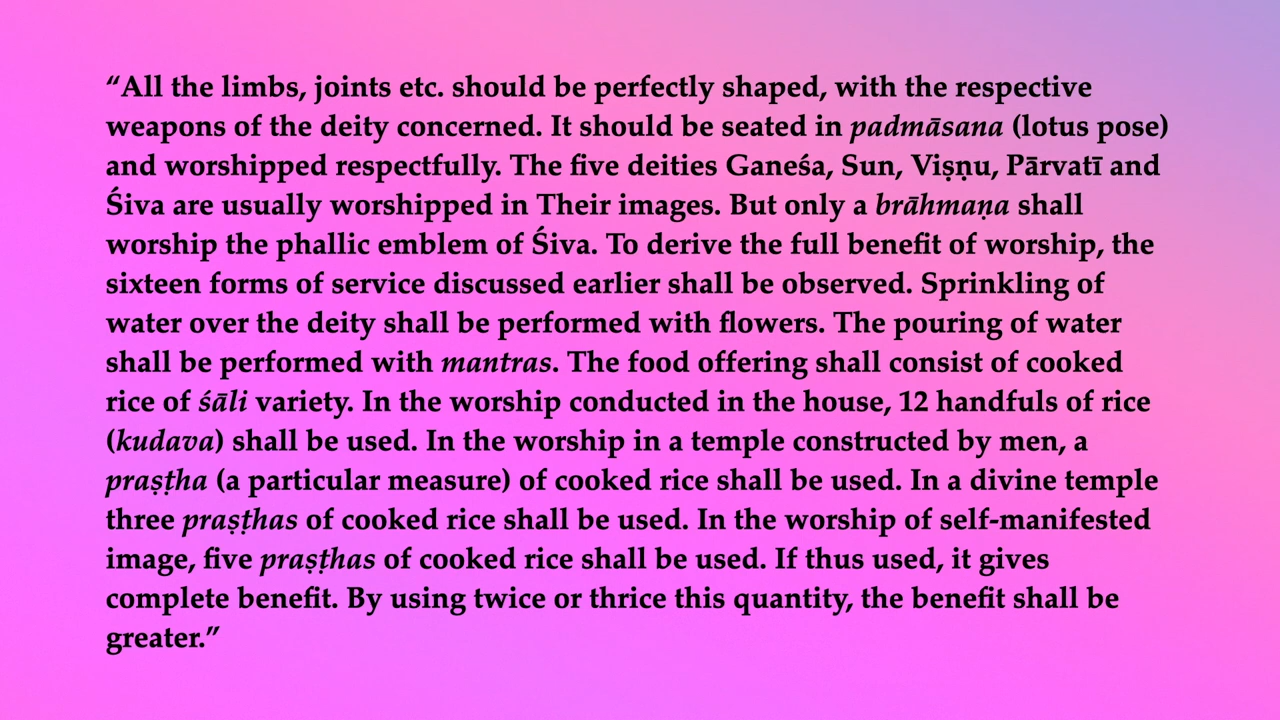 “All the limbs, joints etc. should be perfectly shaped, with the respective
weapons of the deity concerned. It should be seated in padmāsana (lotus pose)
and worshipped respectfully. The five deities Ganeśa, Sun, Viṣṇu, Pārvatī and
Śiva are usually worshipped in Their images. But only a brāhmaṇa shall
worship the phallic emblem of Śiva. To derive the full benefit of worship, the
sixteen forms of service discussed earlier shall be observed. Sprinkling of
water over the deity shall be performed with flowers. The pouring of water
shall be performed with mantras. The food offering shall consist of cooked
rice of śāli variety. In the worship conducted in the house, 12 handfuls of rice
(kudava) shall be used. In the worship in a temple constructed by men, a
praṣṭha (a particular measure) of cooked rice shall be used. In a divine temple
three praṣṭhas of cooked rice shall be used. In the worship of self-manifested
image, five praṣṭhas of cooked rice shall be used. If thus used, it gives
complete benefit. By using twice or thrice this quantity, the benefit shall be
greater.”